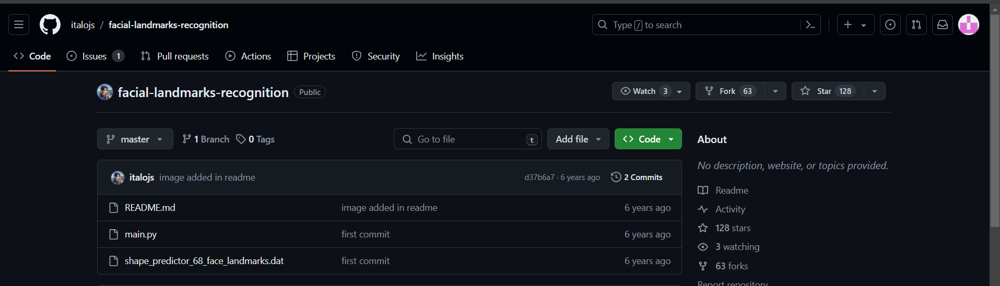 italojs / facial-landmarks-recognition
Type / to search
Code Issues 1 Pull requests Actions Projects Security Insights
facial-landmarks-recognition Public
Watch 3 Fork 63 Star 128
master 1 Branch 0 Tags Go to file t Add file Code
italojs image added in readme d37b6a7 · 6 years ago 2 Commits
README.md image added in readme 6 years ago
main.py first commit 6 years ago
shape_predictor_68_face_landmarks.dat first commit 6 years ago
About
No description, website, or topics provided.
Readme
Activity
128 stars
3 watching
63 forks
Report repository